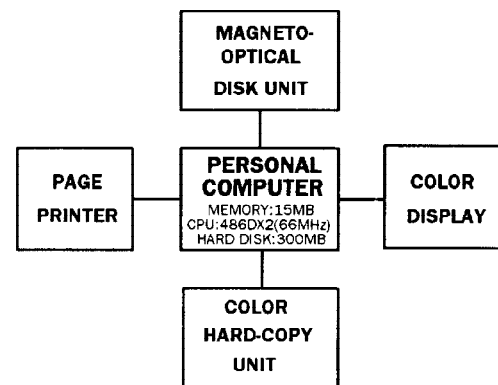 MAGNETO-
OPTICAL
DISK UNIT
PAGE
PRINTER
PERSONAL
COMPUTER
MEMORY:15MB
CPU:486DX2(66MHz)
HARD DISK:300MB
COLOR
DISPLAY
COLOR
HARD-COPY
UNIT